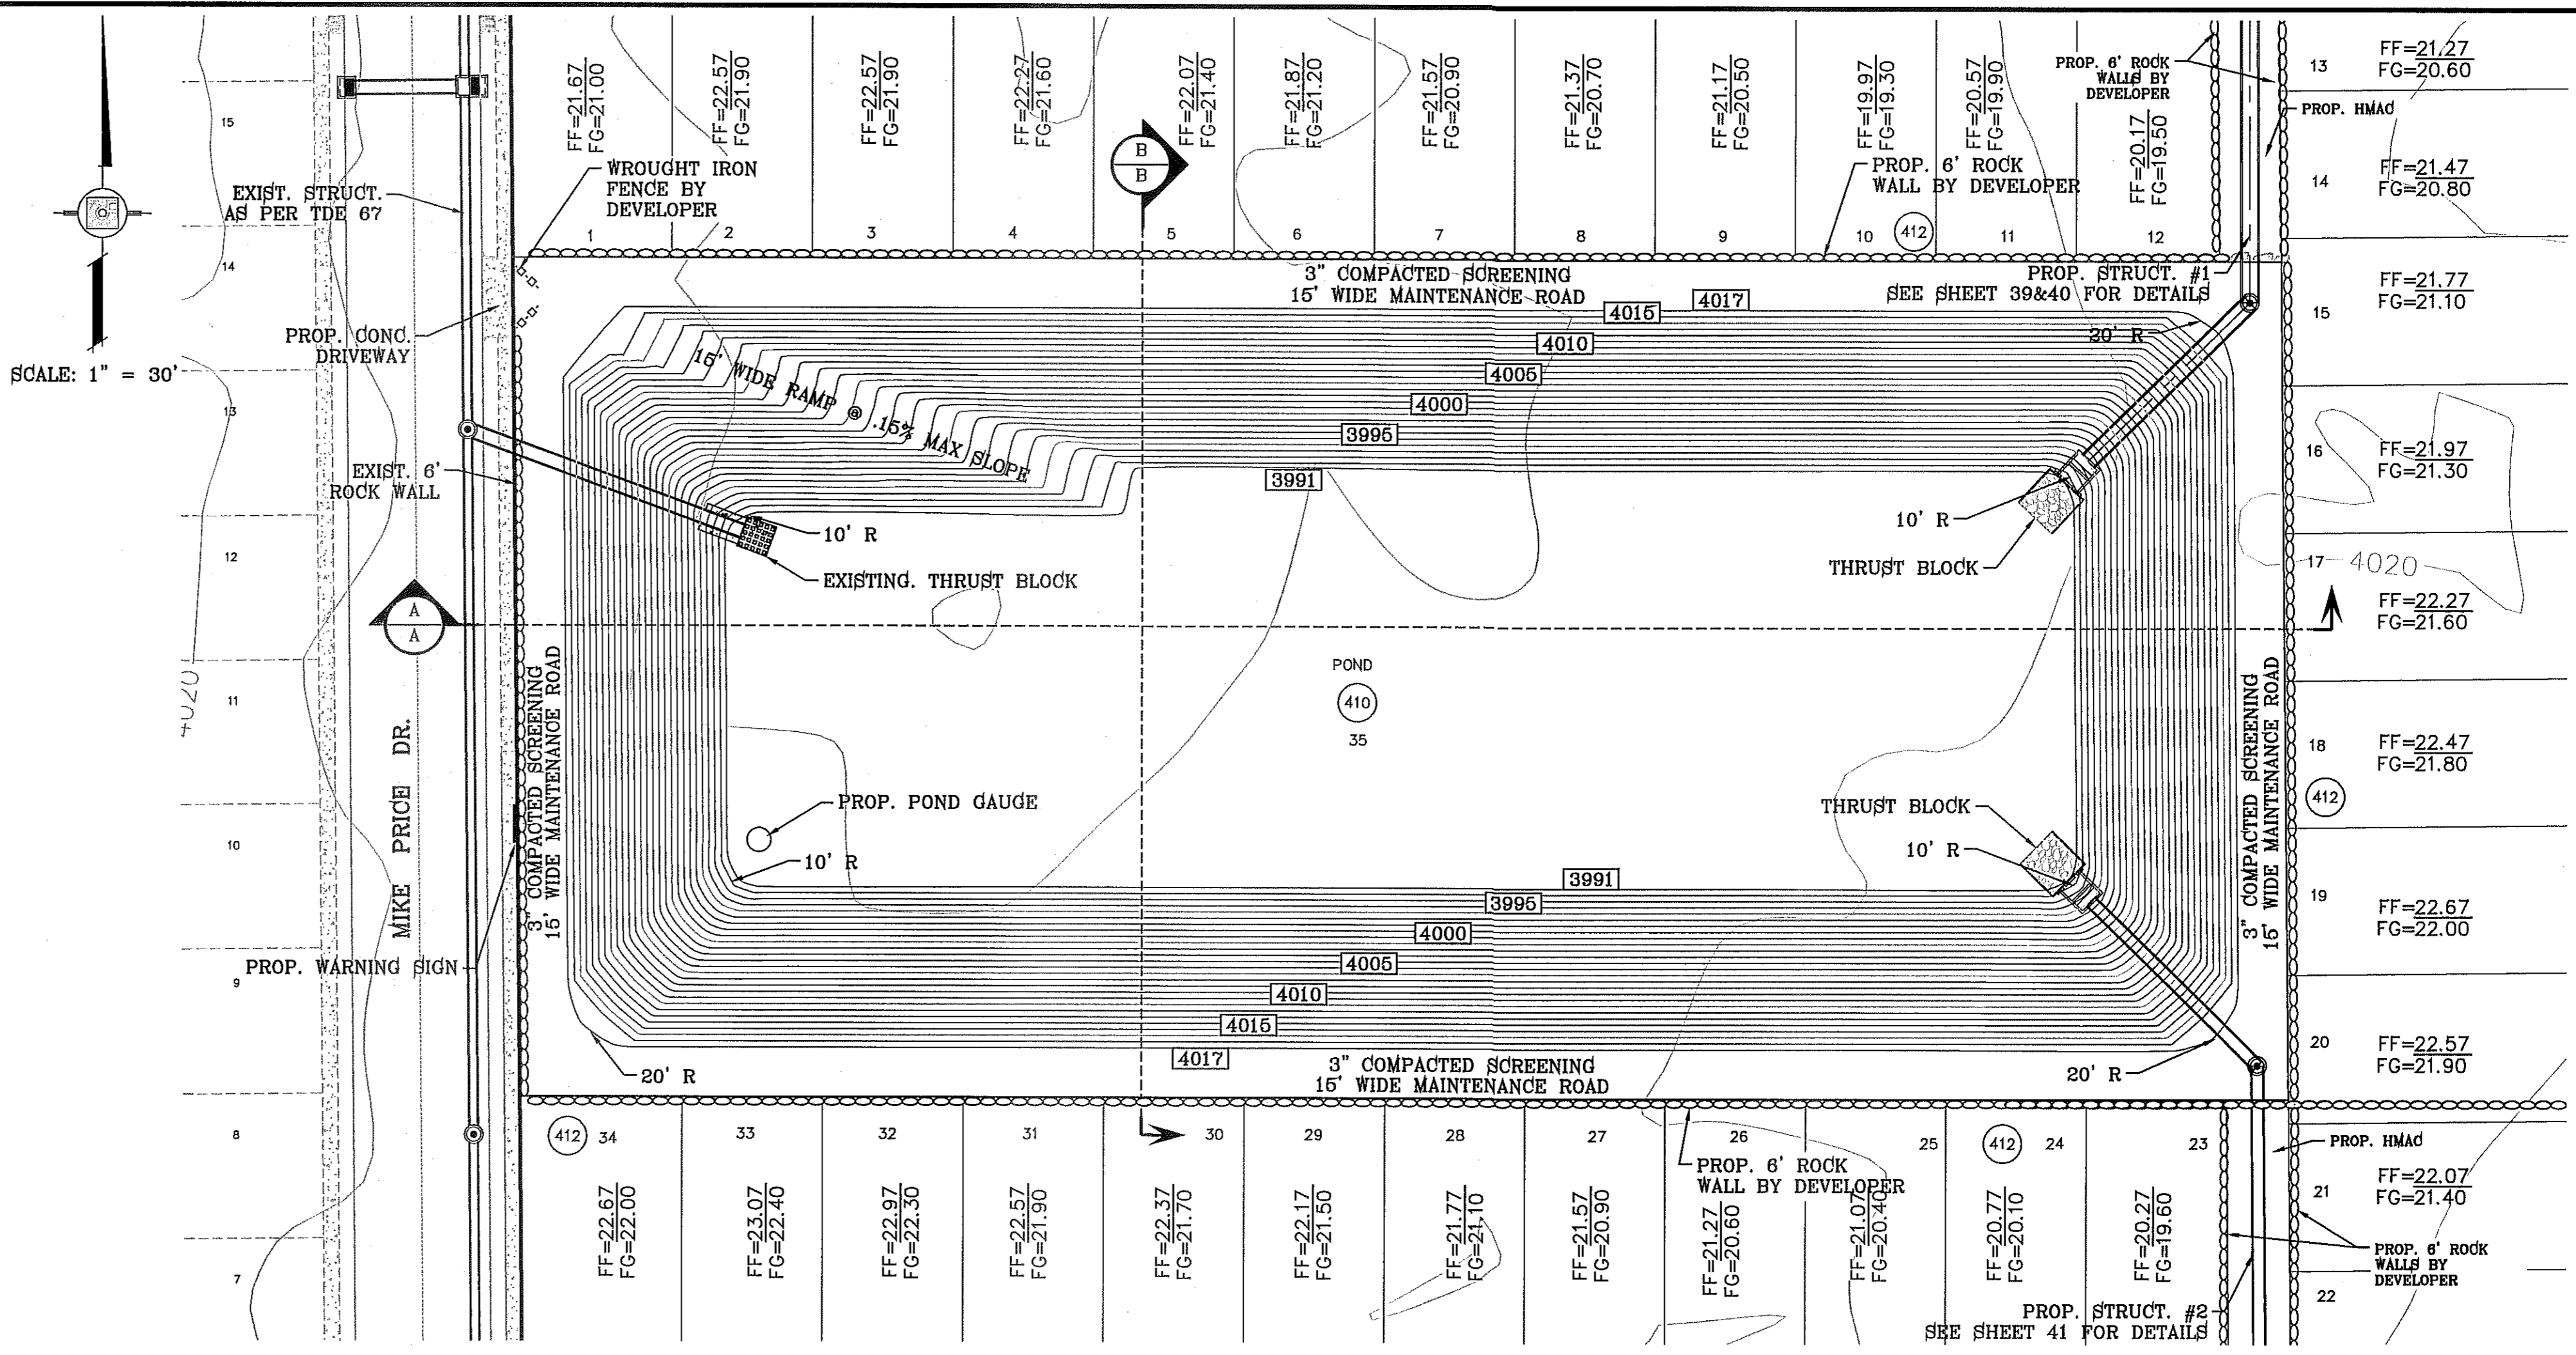 FF=21.67
FG=21.00
FF=22.57
FG=21.90
FF=22.57
FG=21.90
FF=22.27
FG=21.60
FF=22.07
FG=21.40
FF=21.87
FG=21.20
FF=21.57
FG=20.90
FF=21.37
FG=20.70
FF=21.17
FG=20.50
FF=19.97
FG=19.30
FF=20.57
FG=19.90
FF=20.17
FG=19.50
PROP. 6' ROCK
WALLS BY
DEVELOPER
13
FF=21.27
FG=20.60
PROP. HMAC
14
FF=21.47
FG=20.80
15
WROUGHT IRON
FENCE BY
DEVELOPER
B
B
PROP. 6' ROCK
WALL BY DEVELOPER
EXIST. STRUCT.
AS PER TDE 67
1
2
3
4
5
6
7
8
9
10
412
11
12
14
3" COMPACTED SCREENING
15' WIDE MAINTENANCE ROAD
PROP. STRUCT. #1
SEE SHEET 39&40 FOR DETAILS
15
FF=21.77
FG=21.10
4017
4015
4010
4005
4000
3995
3991
20' R
PROP. CONC.
DRIVEWAY
SCALE: 1" = 30'
13
15' WIDE RAMP @ .15% MAX SLOPE
EXIST. 6'
ROCK WALL
16
FF=21.97
FG=21.30
10' R
10' R
THRUST BLOCK
EXISTING. THRUST BLOCK
12
17
4020
FF=22.27
FG=21.60
A
A
4020
11
MIKE PRICE DR.
3" COMPACTED SCREENING
15' WIDE MAINTENANCE ROAD
POND
410
35
3" COMPACTED SCREENING
15' WIDE MAINTENANCE ROAD
18
FF=22.47
FG=21.80
412
PROP. POND GAUGE
THRUST BLOCK
10' R
10' R
10
19
FF=22.67
FG=22.00
3991
3995
4000
4005
4010
4015
4017
PROP. WARNING SIGN
9
20' R
20' R
3" COMPACTED SCREENING
15' WIDE MAINTENANCE ROAD
20
FF=22.57
FG=21.90
8
412
34
33
32
31
30
29
28
27
26
25
412
24
23
PROP. HMAC
PROP. 6' ROCK
WALL BY DEVELOPER
21
FF=22.07
FG=21.40
FF=22.67
FG=22.00
FF=23.07
FG=22.40
FF=22.97
FG=22.30
FF=22.57
FG=21.90
FF=22.37
FG=21.70
FF=22.17
FG=21.50
FF=21.77
FG=21.10
FF=21.57
FG=20.90
FF=21.27
FG=20.60
FF=21.07
FG=20.40
FF=20.77
FG=20.10
FF=20.27
FG=19.60
PROP. 6' ROCK
WALLS BY
DEVELOPER
7
22
PROP. STRUCT. #2
SEE SHEET 41 FOR DETAILS